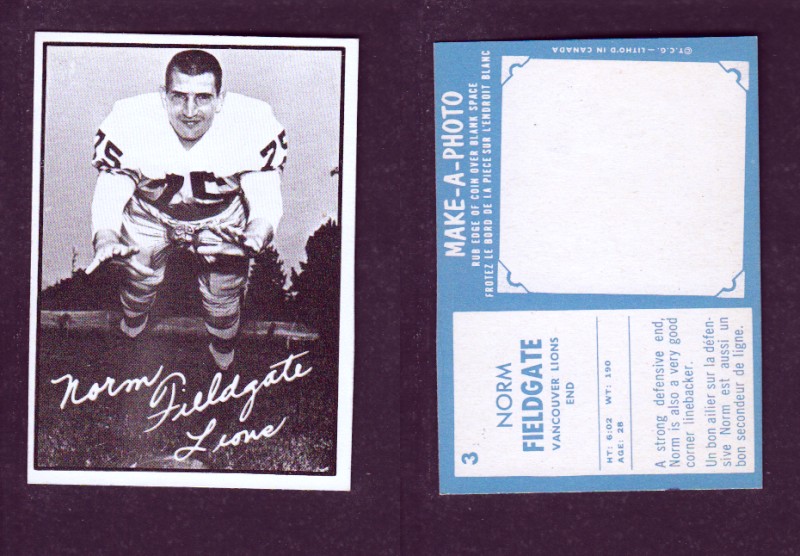 75
75
75
Norm
Fieldgate
Lions
© T.C.G. — LITHO'D IN CANADA
MAKE-A-PHOTO
RUB EDGE OF COIN OVER BLANK SPACE
FROTEZ LE BORD DE LA PIECE SUR L'ENDROIT BLANC
3
NORM
FIELDGATE
VANCOUVER LIONS
END
HT: 6:02 WT: 190
AGE: 28
A strong defensive end,
Norm is also a very good
corner linebacker.
Un bon ailier sur la défen-
sive Norm est aussi un
bon secondeur de ligne.